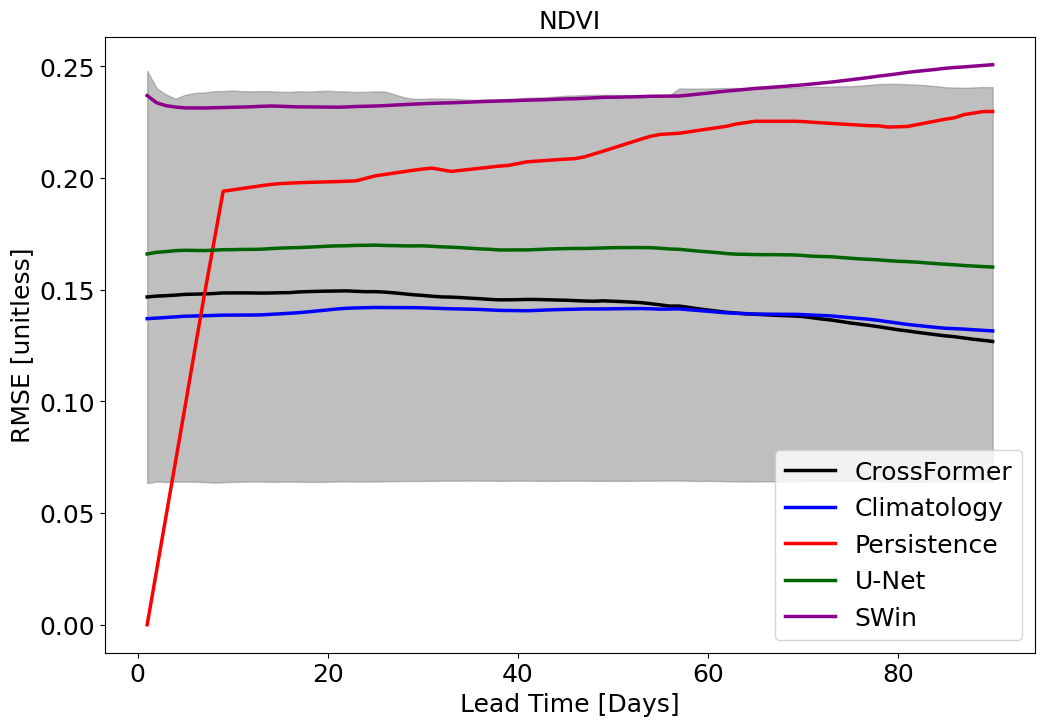 NDVI
RMSE [unitless]
0.25
0.20
0.15
0.10
0.05
0.00
0 20 40 60 80
Lead Time [Days]
CrossFormer
Climatology
Persistence
U-Net
SWin